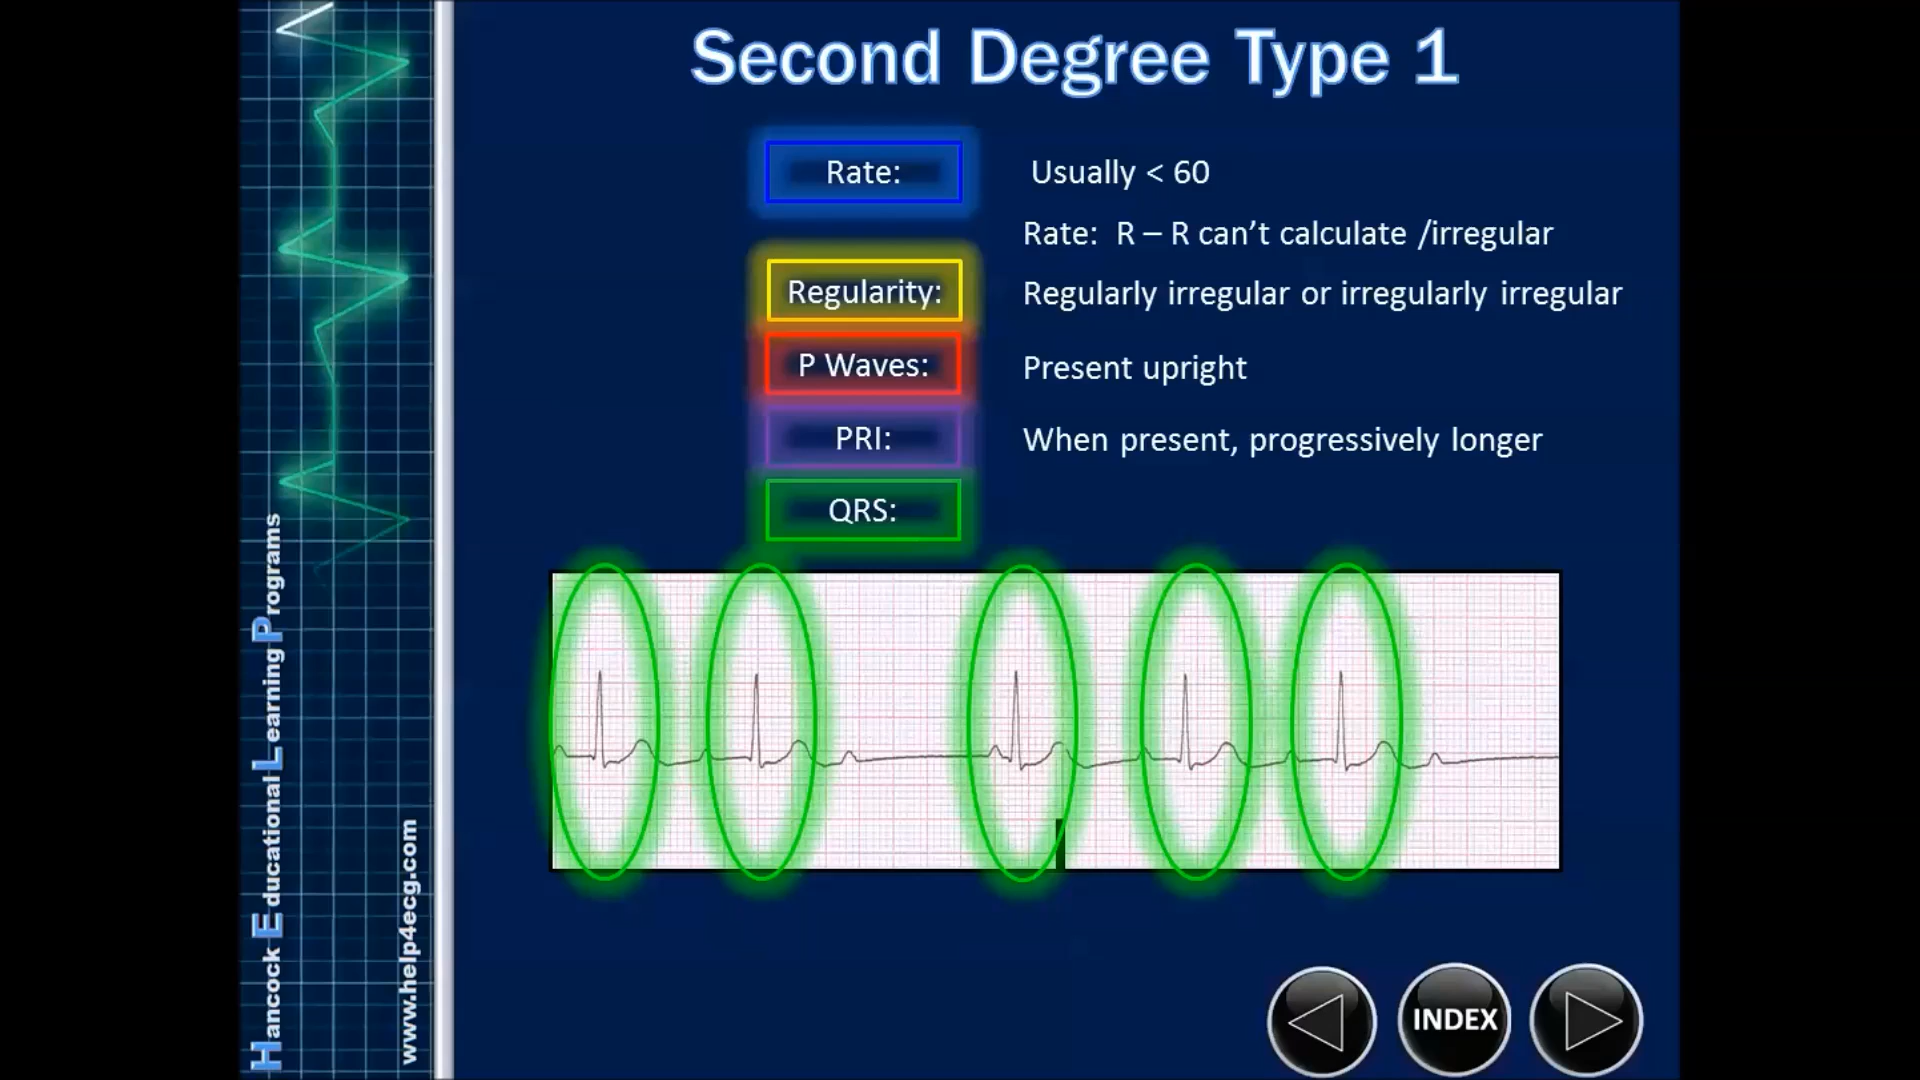 Second Degree Type 1
Rate:
Usually < 60
Rate: R – R can’t calculate /irregular
Regularity:
Regularly irregular or irregularly irregular
P Waves:
Present upright
PRI:
When present, progressively longer
QRS:
Hancock Educational Learning Programs
www.help4ecg.com
INDEX